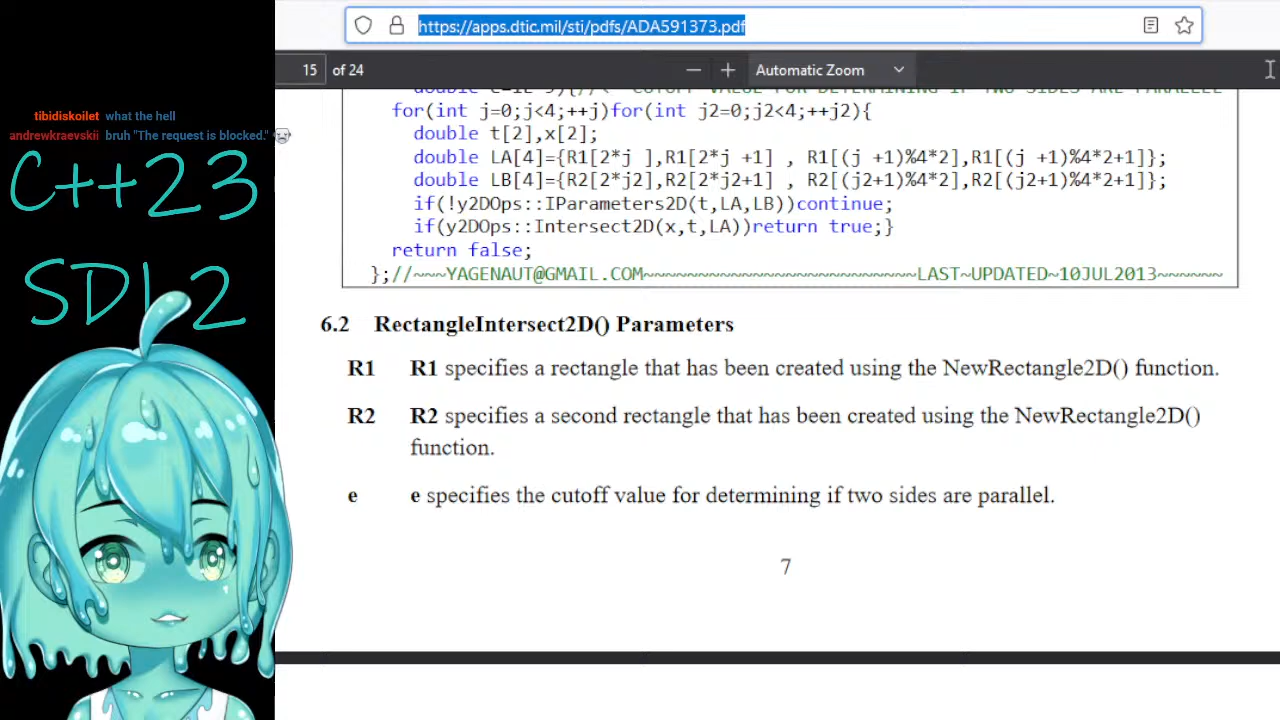 https://apps.dtic.mil/sti/pdfs/ADA591373.pdf
15 of 24
Automatic Zoom
tibidiskoilet what the hell
andrewkraevskii bruh "The request is blocked."
C++23
SDL2
for(int j=0;j<4;++j)for(int j2=0;j2<4;++j2){
double t[2],x[2];
double LA[4]={R1[2*j ],R1[2*j +1] , R1[(j +1)%4*2],R1[(j +1)%4*2+1]};
double LB[4]={R2[2*j2],R2[2*j2+1] , R2[(j2+1)%4*2],R2[(j2+1)%4*2+1]};
if(!y2DOps::IParameters2D(t,LA,LB))continue;
if(y2DOps::Intersect2D(x,t,LA))return true;}
return false;
};//~~~YAGENAUT@GMAIL.COM~~~~~~~~~~~~~~~~~~~~~~~~~LAST~UPDATED~10JUL2013~~~~~~
6.2 RectangleIntersect2D() Parameters
R1 R1 specifies a rectangle that has been created using the NewRectangle2D() function.
R2 R2 specifies a second rectangle that has been created using the NewRectangle2D()
function.
e e specifies the cutoff value for determining if two sides are parallel.
7